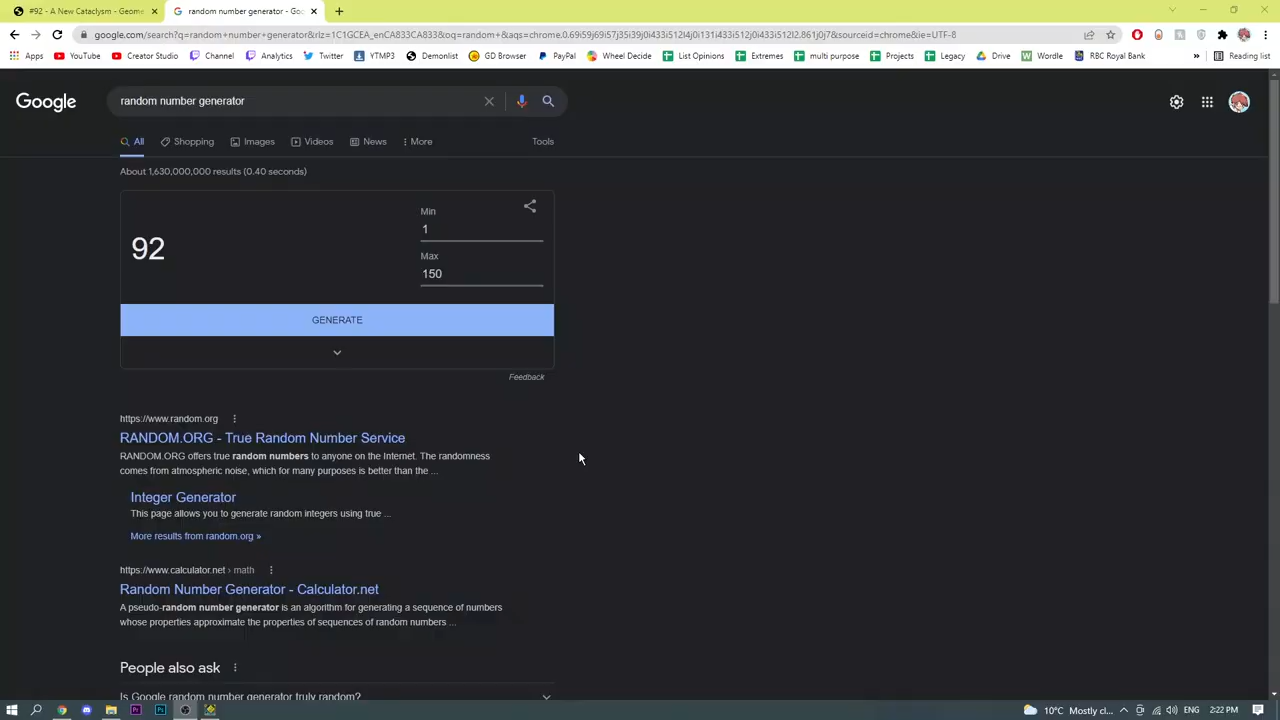 #92 - A New Cataclysm - Geome
random number generator - Goo
google.com/search?q=random+number+generator&rlz=1C1GCEA_enCA833CA833&oq=random+&aqs=chrome.0.69i59j69i57j35i39j0i433i512l4j0i131i433i512j0i512l2.861j0j7&sourceid=chrome&ie=UTF-8
Apps YouTube Creator Studio Channel Analytics Twitter YTMP3 Demonlist GD Browser PayPal Wheel Decide List Opinions Extremes multi purpose Projects Legacy Drive Wordle RBC Royal Bank » Reading list
Google
random number generator
All Shopping Images Videos News More Tools
About 1,630,000,000 results (0.40 seconds)
92
Min
1
Max
150
GENERATE
Feedback
https://www.random.org
RANDOM.ORG - True Random Number Service
RANDOM.ORG offers true random numbers to anyone on the Internet. The randomness
comes from atmospheric noise, which for many purposes is better than the ...
Integer Generator
This page allows you to generate random integers using true ...
More results from random.org »
https://www.calculator.net › math
Random Number Generator - Calculator.net
A pseudo-random number generator is an algorithm for generating a sequence of numbers
whose properties approximate the properties of sequences of random numbers ...
People also ask
Is Google random number generator truly random?
10°C Mostly cl... ENG 2:22 PM